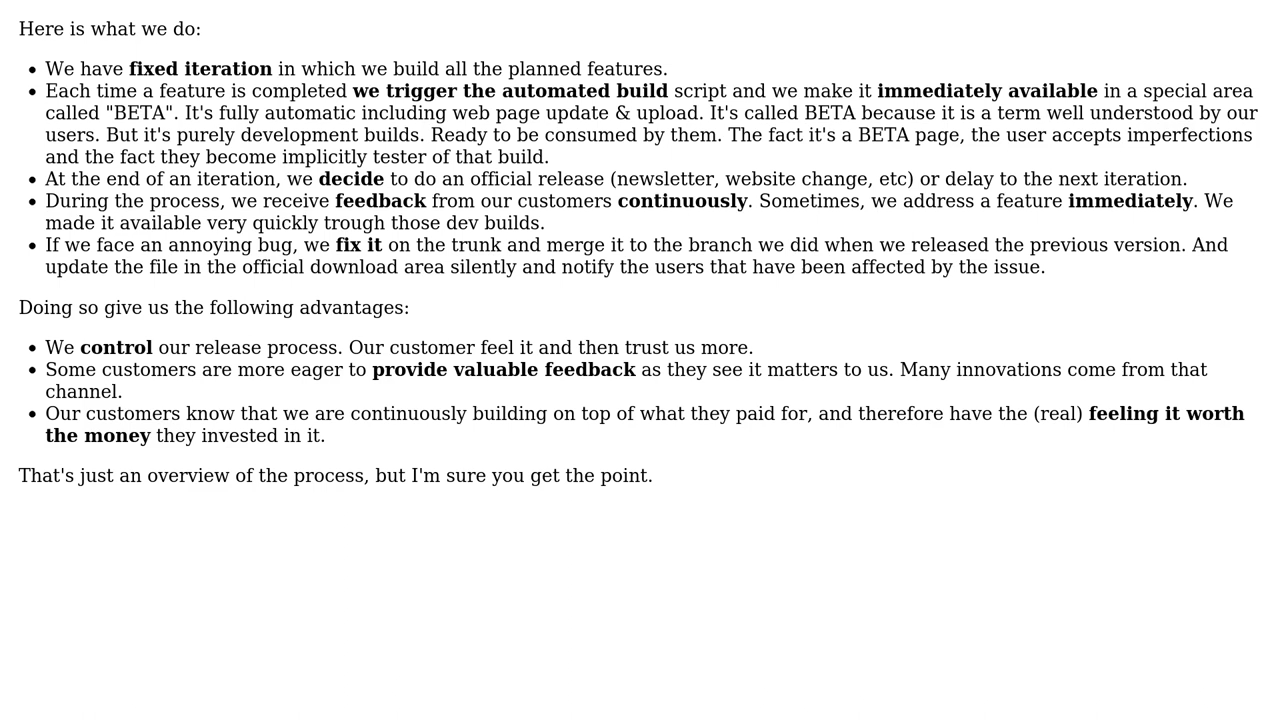 Here is what we do:
• We have fixed iteration in which we build all the planned features.
• Each time a feature is completed we trigger the automated build script and we make it immediately available in a special area
called "BETA". It's fully automatic including web page update & upload. It's called BETA because it is a term well understood by our
users. But it's purely development builds. Ready to be consumed by them. The fact it's a BETA page, the user accepts imperfections
and the fact they become implicitly tester of that build.
• At the end of an iteration, we decide to do an official release (newsletter, website change, etc) or delay to the next iteration.
• During the process, we receive feedback from our customers continuously. Sometimes, we address a feature immediately. We
made it available very quickly trough those dev builds.
• If we face an annoying bug, we fix it on the trunk and merge it to the branch we did when we released the previous version. And
update the file in the official download area silently and notify the users that have been affected by the issue.
Doing so give us the following advantages:
• We control our release process. Our customer feel it and then trust us more.
• Some customers are more eager to provide valuable feedback as they see it matters to us. Many innovations come from that
channel.
• Our customers know that we are continuously building on top of what they paid for, and therefore have the (real) feeling it worth
the money they invested in it.
That's just an overview of the process, but I'm sure you get the point.